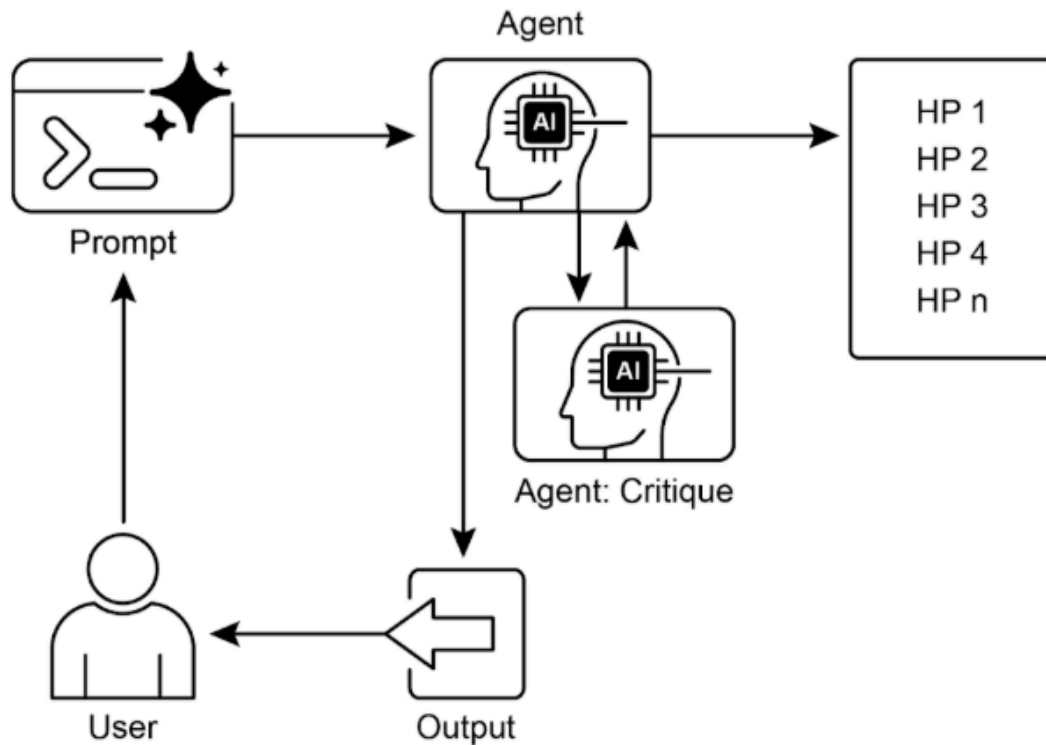 Agent
AI
HP 1
HP 2
HP 3
HP 4
HP n
Prompt
AI
Agent: Critique
User
Output